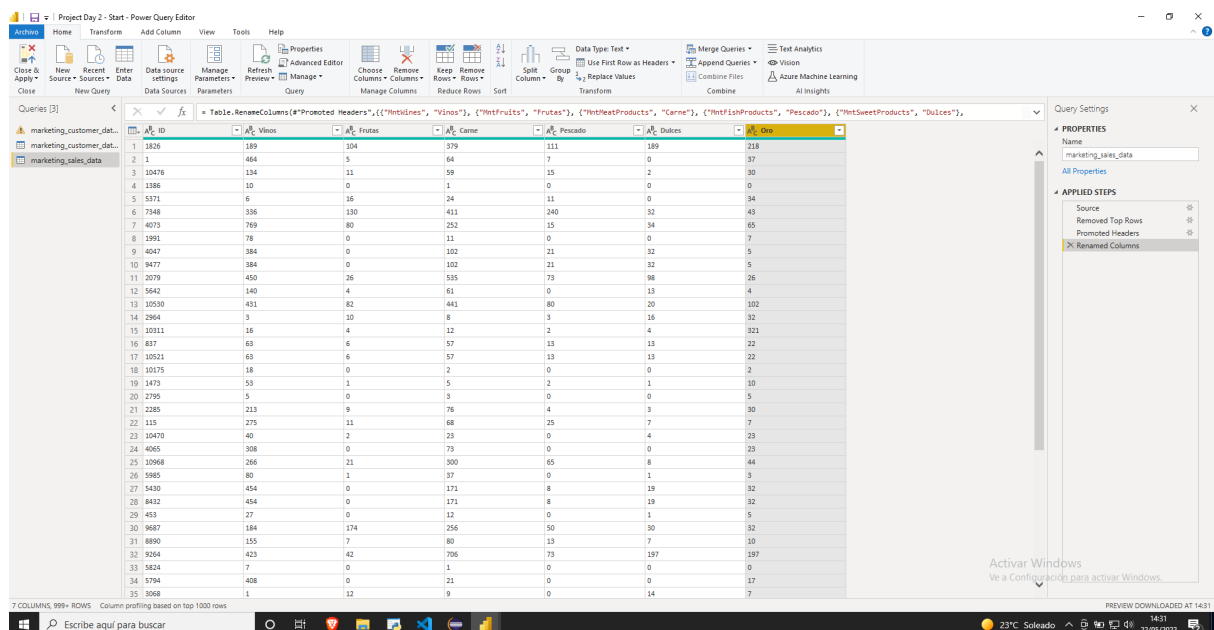 Project Day 2 - Start - Power Query Editor
Archivo Home Transform Add Column View Tools Help
Close & Apply
New Source
Recent Sources
Enter Data
Data source settings
Manage Parameters
Refresh Preview
Properties
Advanced Editor
Manage
Choose Columns
Remove Columns
Keep Rows
Remove Rows
Split Column
Group By
Data Type: Text
Use First Row as Headers
Replace Values
Merge Queries
Append Queries
Combine Files
Text Analytics
Vision
Azure Machine Learning
Close New Query Data Sources Parameters Query Manage Columns Reduce Rows Sort Transform Combine AI Insights
Queries [3]
marketing_customer_dat...
marketing_customer_dat...
marketing_sales_data
= Table.RenameColumns(#"Promoted Headers",{{"MntWines", "Vinos"}, {"MntFruits", "Frutas"}, {"MntMeatProducts", "Carne"}, {"MntFishProducts", "Pescado"}, {"MntSweetProducts", "Dulces"},
ID Vinos Frutas Carne Pescado Dulces Oro
1 1826 189 104 379 111 189 218
2 1 464 5 64 7 0 37
3 10476 134 11 59 15 2 30
4 1386 10 0 1 0 0 0
5 5371 6 16 24 11 0 34
6 7348 336 130 411 240 32 43
7 4073 769 80 252 15 34 65
8 1991 78 0 11 0 0 7
9 4047 384 0 102 21 32 5
10 9477 384 0 102 21 32 5
11 2079 450 26 535 73 98 26
12 5642 140 4 61 0 13 4
13 10530 431 82 441 80 20 102
14 2964 3 10 8 3 16 32
15 10311 16 4 12 2 4 321
16 837 63 6 57 13 13 22
17 10521 63 6 57 13 13 22
18 10175 18 0 2 0 0 2
19 1473 53 1 5 2 1 10
20 2795 5 0 3 0 0 5
21 2285 213 9 76 4 3 30
22 115 275 11 68 25 7 7
23 10470 40 2 23 0 4 23
24 4065 308 0 73 0 0 23
25 10968 266 21 300 65 8 44
26 5985 80 1 37 0 1 3
27 5430 454 0 171 8 19 32
28 8432 454 0 171 8 19 32
29 453 27 0 12 0 1 5
30 9687 184 174 256 50 30 32
31 8890 155 7 80 13 7 10
32 9264 423 42 706 73 197 197
33 5824 7 0 1 0 0 0
34 5794 408 0 21 0 0 17
35 3068 1 12 9 0 14 7
Query Settings
PROPERTIES
Name
marketing_sales_data
All Properties
APPLIED STEPS
Source
Removed Top Rows
Promoted Headers
Renamed Columns
Activar Windows
Ve a Configuración para activar Windows.
7 COLUMNS, 999+ ROWS Column profiling based on top 1000 rows
PREVIEW DOWNLOADED AT 14:31
Escribe aquí para buscar
23°C Soleado
14:31
22/05/2022